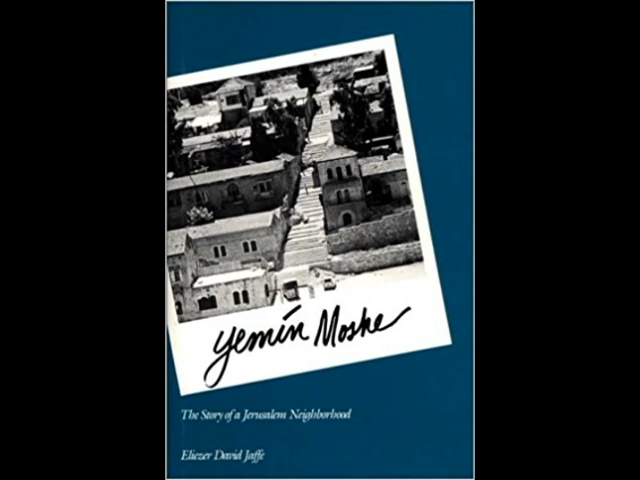 Yemin Moshe
The Story of a Jerusalem Neighborhood
Eliezer David Jaffe